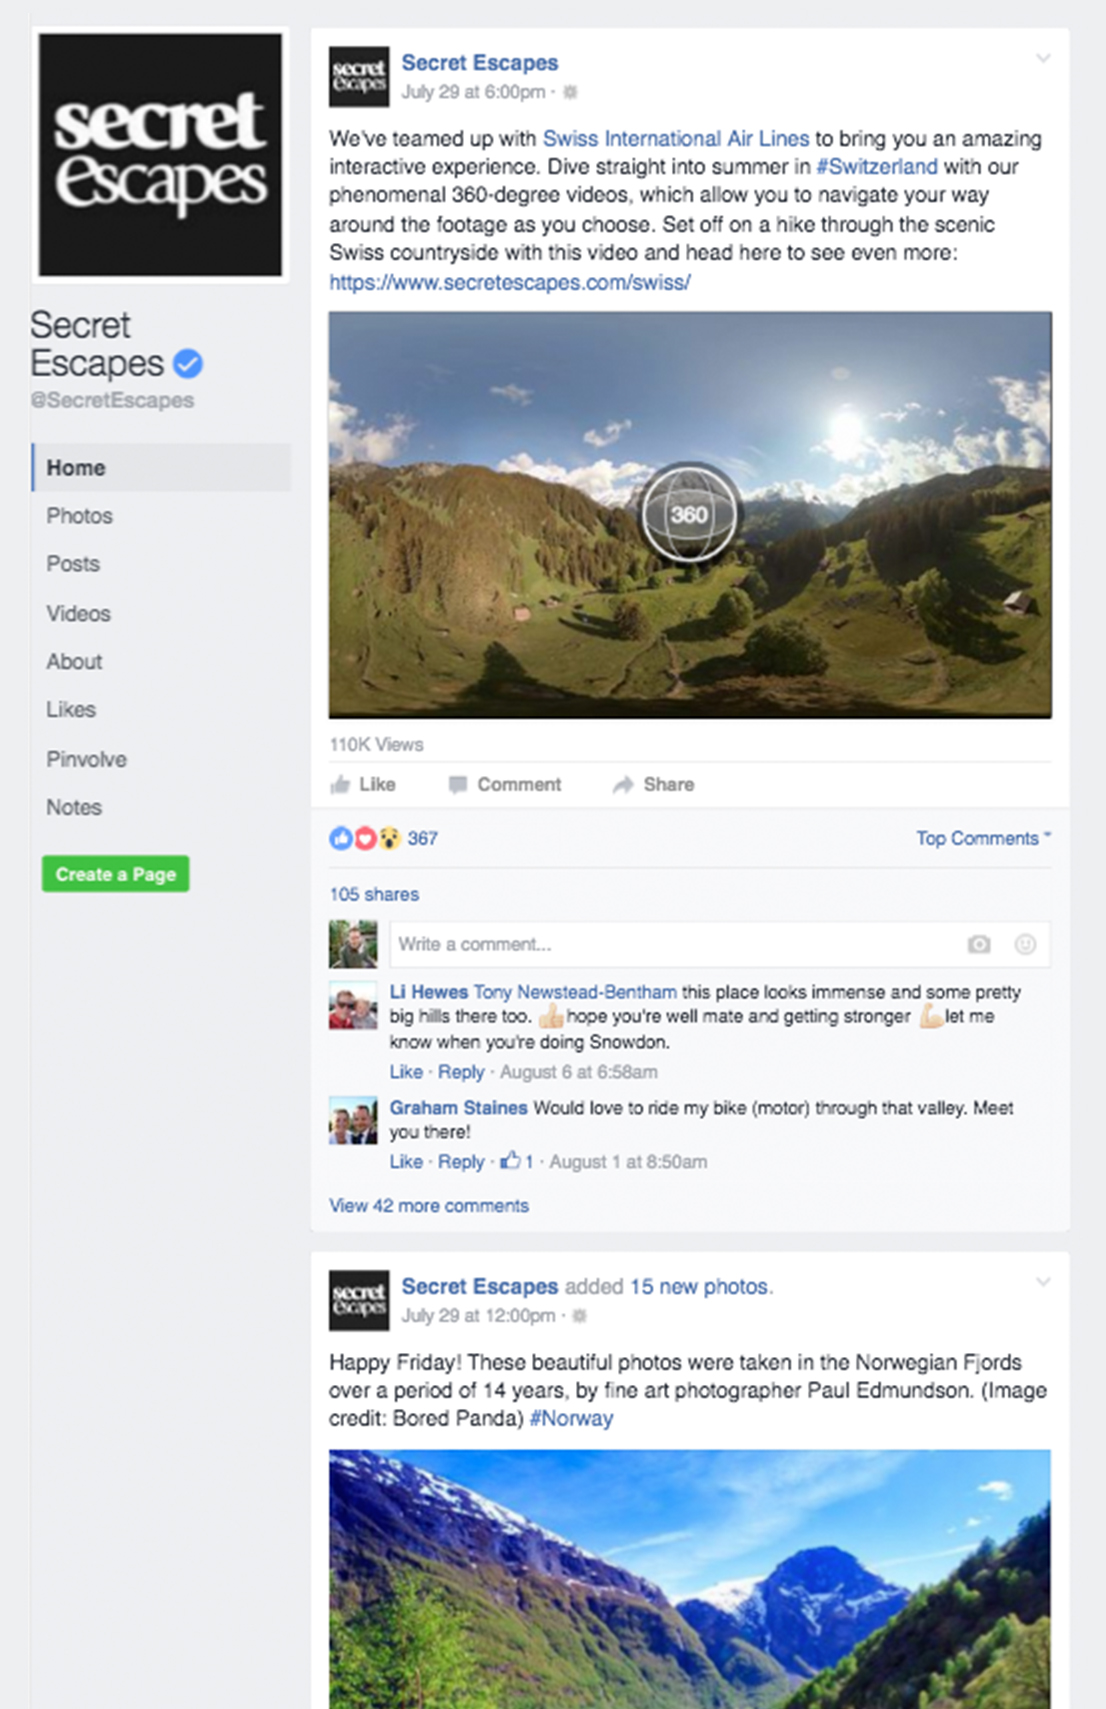 secret
escapes
Secret
Escapes
@SecretEscapes
Home
Photos
Posts
Videos
About
Likes
Pinvolve
Notes
Create a Page
secret
escapes
Secret Escapes
July 29 at 6:00pm ·
We've teamed up with Swiss International Air Lines to bring you an amazing
interactive experience. Dive straight into summer in #Switzerland with our
phenomenal 360-degree videos, which allow you to navigate your way
around the footage as you choose. Set off on a hike through the scenic
Swiss countryside with this video and head here to see even more:
https://www.secretescapes.com/swiss/
360
110K Views
Like Comment Share
367 Top Comments
105 shares
Write a comment...
Li Hewes Tony Newstead-Bentham this place looks immense and some pretty
big hills there too. 👍🏻hope you're well mate and getting stronger 💪🏻let me
know when you're doing Snowdon.
Like · Reply · August 6 at 6:58am
Graham Staines Would love to ride my bike (motor) through that valley. Meet
you there!
Like · Reply · 1 · August 1 at 8:50am
View 42 more comments
secret
escapes
Secret Escapes added 15 new photos.
July 29 at 12:00pm ·
Happy Friday! These beautiful photos were taken in the Norwegian Fjords
over a period of 14 years, by fine art photographer Paul Edmundson. (Image
credit: Bored Panda) #Norway